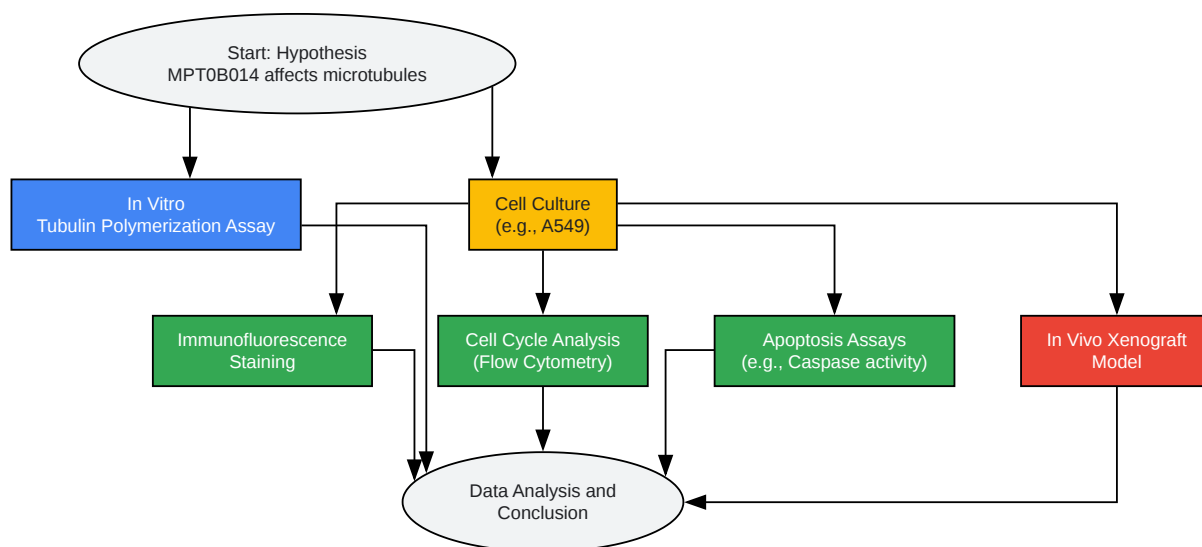 Start: Hypothesis
MPT0B014 affects microtubules
In Vitro
Tubulin Polymerization Assay
Cell Culture
(e.g., A549)
Immunofluorescence
Staining
Cell Cycle Analysis
(Flow Cytometry)
Apoptosis Assays
(e.g., Caspase activity)
In Vivo Xenograft
Model
Data Analysis and
Conclusion